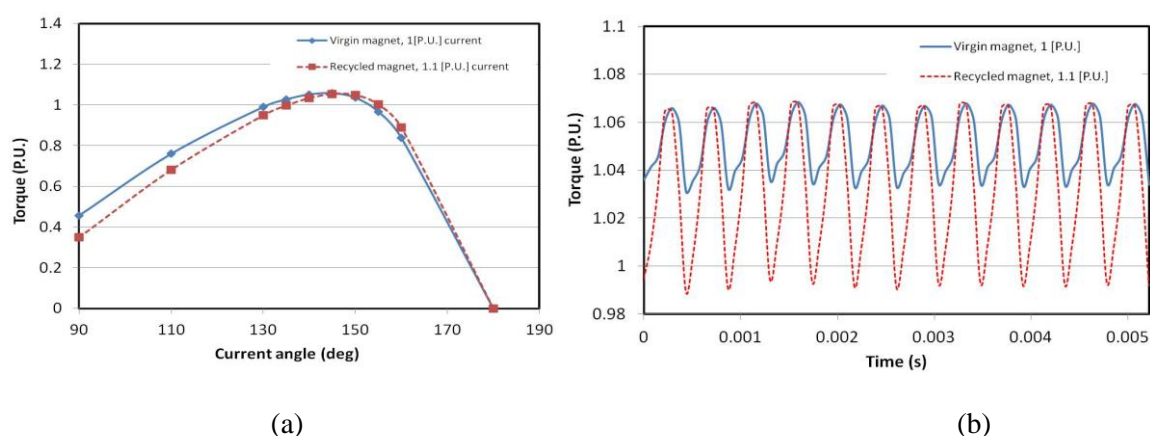 1.4
1.2
1
0.8
0.6
0.4
0.2
0
Torque (P.U.)
Virgin magnet, 1[P.U.] current
Recycled magnet, 1.1 [P.U.] current
90 110 130 150 170 190
Current angle (deg)
(a)
1.1
1.08
1.06
1.04
1.02
1
0.98
Torque (P.U.)
Virgin magnet, 1 [P.U.]
Recycled magnet, 1.1 [P.U.]
0 0.001 0.002 0.003 0.004 0.005
Time (s)
(b)